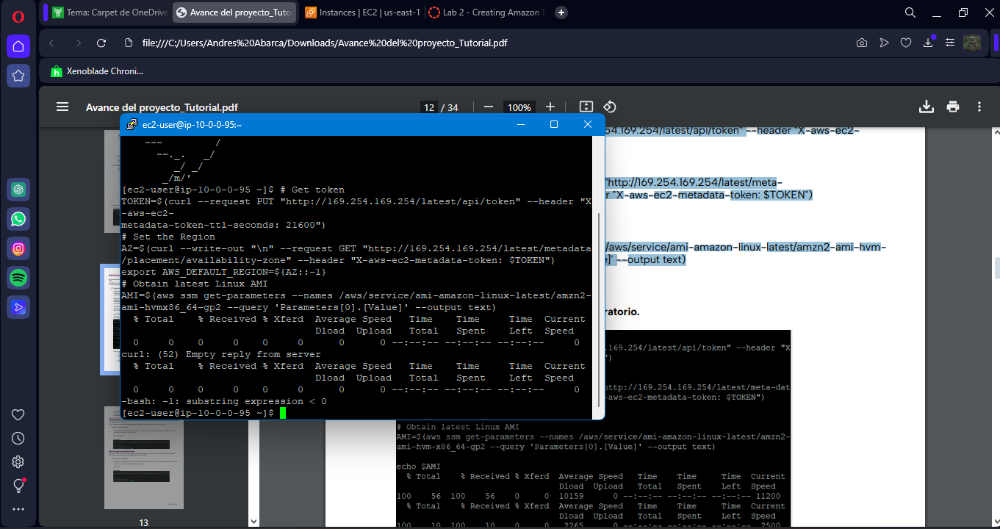 Tema: Carpet de OneDrive
Avance del proyecto_Tuto
Instances | EC2 | us-east-1
Lab 2 - Creating Amazon E
file:///C:/Users/Andres%20Abarca/Downloads/Avance%20del%20proyecto_Tutorial.pdf
Xenoblade Chroni...
Avance del proyecto_Tutorial.pdf
12 / 34
100%
ec2-user@ip-10-0-0-95:~
~~~ /
~~._. _/
_/ _/
_/m/'
[ec2-user@ip-10-0-0-95 ~]$ # Get token
TOKEN=$(curl --request PUT "http://169.254.169.254/latest/api/token" --header "X
-aws-ec2-
metadata-token-ttl-seconds: 21600")
# Set the Region
AZ=$(curl --write-out "\n" --request GET "http://169.254.169.254/latest/metadata
/placement/availability-zone" --header "X-aws-ec2-metadata-token: $TOKEN")
export AWS_DEFAULT_REGION=${AZ::-1}
# Obtain latest Linux AMI
AMI=$(aws ssm get-parameters --names /aws/service/ami-amazon-linux-latest/amzn2-
ami-hvmx86_64-gp2 --query 'Parameters[0].[Value]' --output text)
% Total % Received % Xferd Average Speed Time Time Time Current
Dload Upload Total Spent Left Speed
0 0 0 0 0 0 0 0 --:--:-- --:--:-- --:--:-- 0
curl: (52) Empty reply from server
% Total % Received % Xferd Average Speed Time Time Time Current
Dload Upload Total Spent Left Speed
0 0 0 0 0 0 0 0 --:--:-- --:--:-- --:--:-- 0
-bash: -1: substring expression < 0
[ec2-user@ip-10-0-0-95 ~]$
54.169.254/latest/api/token" --header "X-aws-ec2-
"http://169.254.169.254/latest/meta-
r "X-aws-ec2-metadata-token: $TOKEN")
/aws/service/ami-amazon-linux-latest/amzn2-ami-hvm-
e]' --output text)
ratorio.
.169.254/latest/api/token" --header "X
")
http://169.254.169.254/latest/meta-dat
-aws-ec2-metadata-token: $TOKEN")
# Obtain latest Linux AMI
AMI=$(aws ssm get-parameters --names /aws/service/ami-amazon-linux-latest/amzn2-
ami-hvm-x86_64-gp2 --query 'Parameters[0].[Value]' --output text)
echo $AMI
% Total % Received % Xferd Average Speed Time Time Time Current
Dload Upload Total Spent Left Speed
100 56 100 56 0 0 10159 0 --:--:-- --:--:-- --:--:-- 11200
% Total % Received % Xferd Average Speed Time Time Time Current
Dload Upload Total Spent Left Speed
100 10 100 10 0 0 2265 0 --:--:-- --:--:-- --:--:-- 2500
13